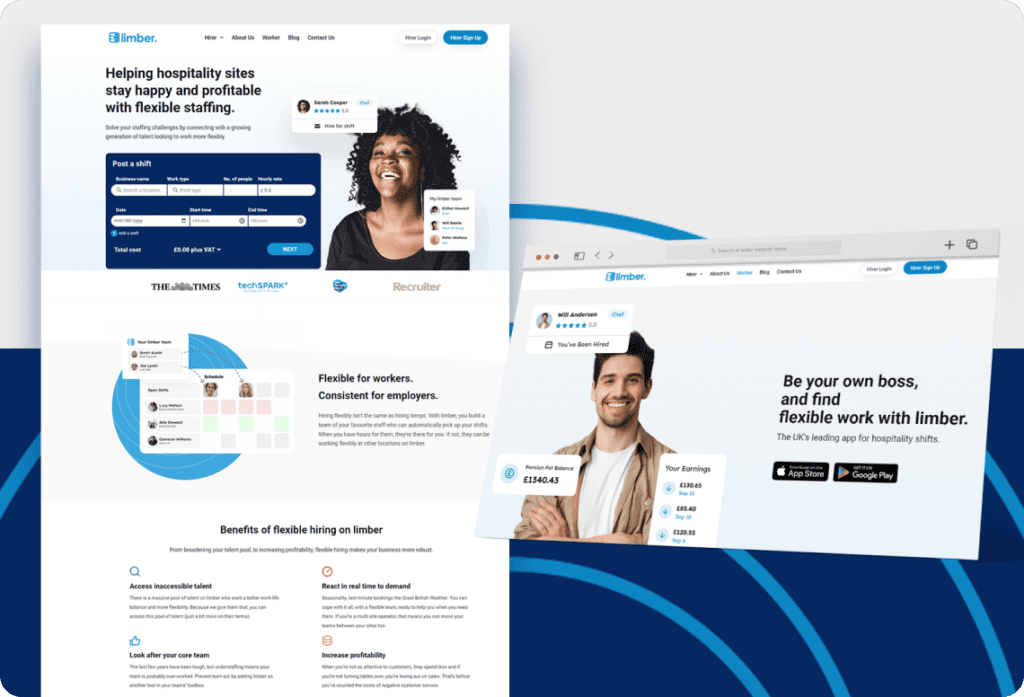 limber.
Hirer
About Us
Worker
Blog
Contact Us
Hirer Login
Hirer Sign Up
Helping hospitality sites
stay happy and profitable
with flexible staffing.
Solve your staffing challenges by connecting with a growing
generation of talent looking to work more flexibly.
Sarah Cooper
Chef
5.0
Hire for shift
Post a shift
Business name
Work type
No. of people
Hourly rate
Search a location
Work type
Date
Start time
End time
mm/dd/yyyy
Add a shift
Total cost
£0.00 plus VAT
NEXT
My limber team
Esther Howard
Will Searle
Peter Wallace
THE TIMES
techSPARK
Recruiter
Your limber team
Sarah Austin
Joe Lynch
Schedule
Open Shifts
Lucy Watson
Allie Steward
Cameron Williams
Flexible for workers.
Consistent for employers.
Hiring flexibly isn't the same as hiring temps. With limber, you build a
team of your favourite staff who can automatically pick up your shifts.
When you have hours for them, they're there for you. If not, they can be
working flexibly at other locations on limber.
Benefits of flexible hiring on limber
From broadening your talent pool, to increasing profitability, flexible hiring makes your business more robust.
Access inaccessible talent
There is a massive pool of talent on limber who want a better work-life
balance and more flexibility. Because we give them that, you can
access this pool of talent (just a bit more on their terms).
React in real time to demand
Seasonality, last minute bookings the Great British Weather. You can
cope with it all, with a flexible team, ready to help you when you need
them. If you're a multi site operator, that means you can move your
teams between your sites too.
Look after your core team
The last few years have been tough, but understaffing means your
team is probably over-worked. Prevent burn out by adding limber as
another tool in your teams' toolbox.
Increase profitability
When you're not as attentive to customers, they spend less and if
you're not turning tables over, you're losing out on sales. That's before
you've counted the costs of negative customer service.
Search or enter website name
limber.
Hirer
About Us
Worker
Blog
Contact Us
Hirer Login
Hirer Sign Up
Will Andersen
Chef
5.0
You've Been Hired
Pension Pot Balance
£1340.43
Your Earnings
£130.65
Sep 23
£85.40
£120.55
Be your own boss,
and find
flexible work with limber.
The UK's leading app for hospitality shifts.
Download on the
App Store
GET IT ON
Google Play